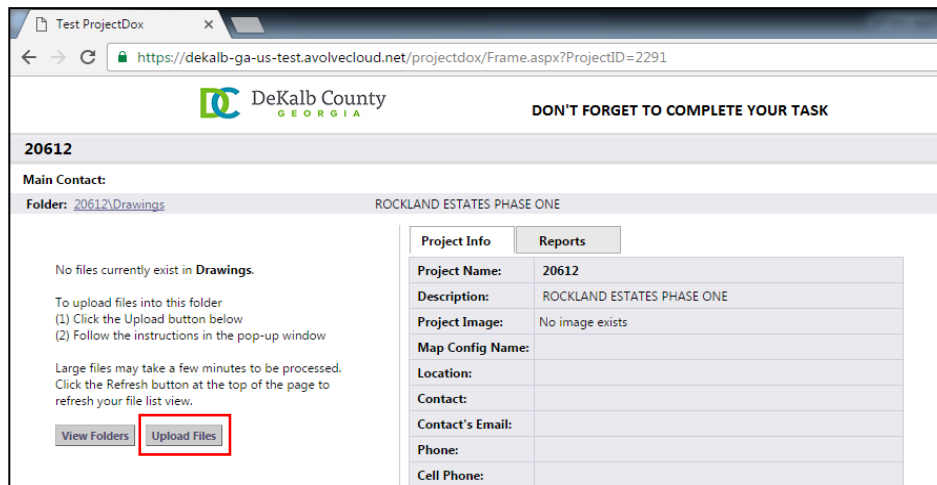 Test ProjectDox
https://dekalb-ga-us-test.avolvecloud.net/projectdox/Frame.aspx?ProjectID=2291
DC DeKalb County
GEORGIA
DON'T FORGET TO COMPLETE YOUR TASK
20612
Main Contact:
Folder: 20612\Drawings ROCKLAND ESTATES PHASE ONE
No files currently exist in Drawings.
To upload files into this folder
(1) Click the Upload button below
(2) Follow the instructions in the pop-up window
Large files may take a few minutes to be processed.
Click the Refresh button at the top of the page to
refresh your file list view.
View Folders Upload Files
Project Info Reports
Project Name: 20612
Description: ROCKLAND ESTATES PHASE ONE
Project Image: No image exists
Map Config Name:
Location:
Contact:
Contact's Email:
Phone:
Cell Phone: